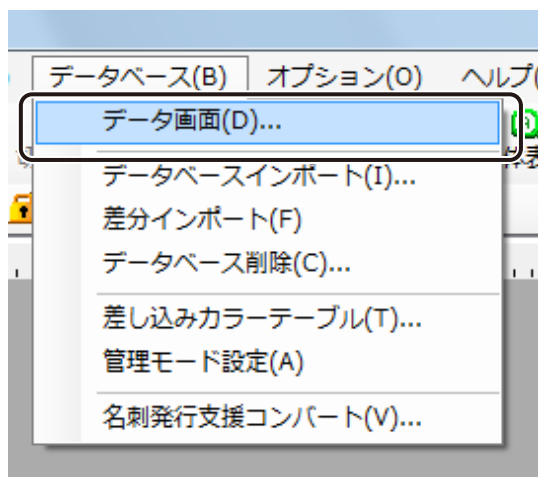 データベース(B) オプション(O) ヘルプ(
データ画面(D)...
データベースインポート(I)...
差分インポート(F)
データベース削除(C)...
差し込みカラーテーブル(T)...
管理モード設定(A)
名刺発行支援コンバート(V)...